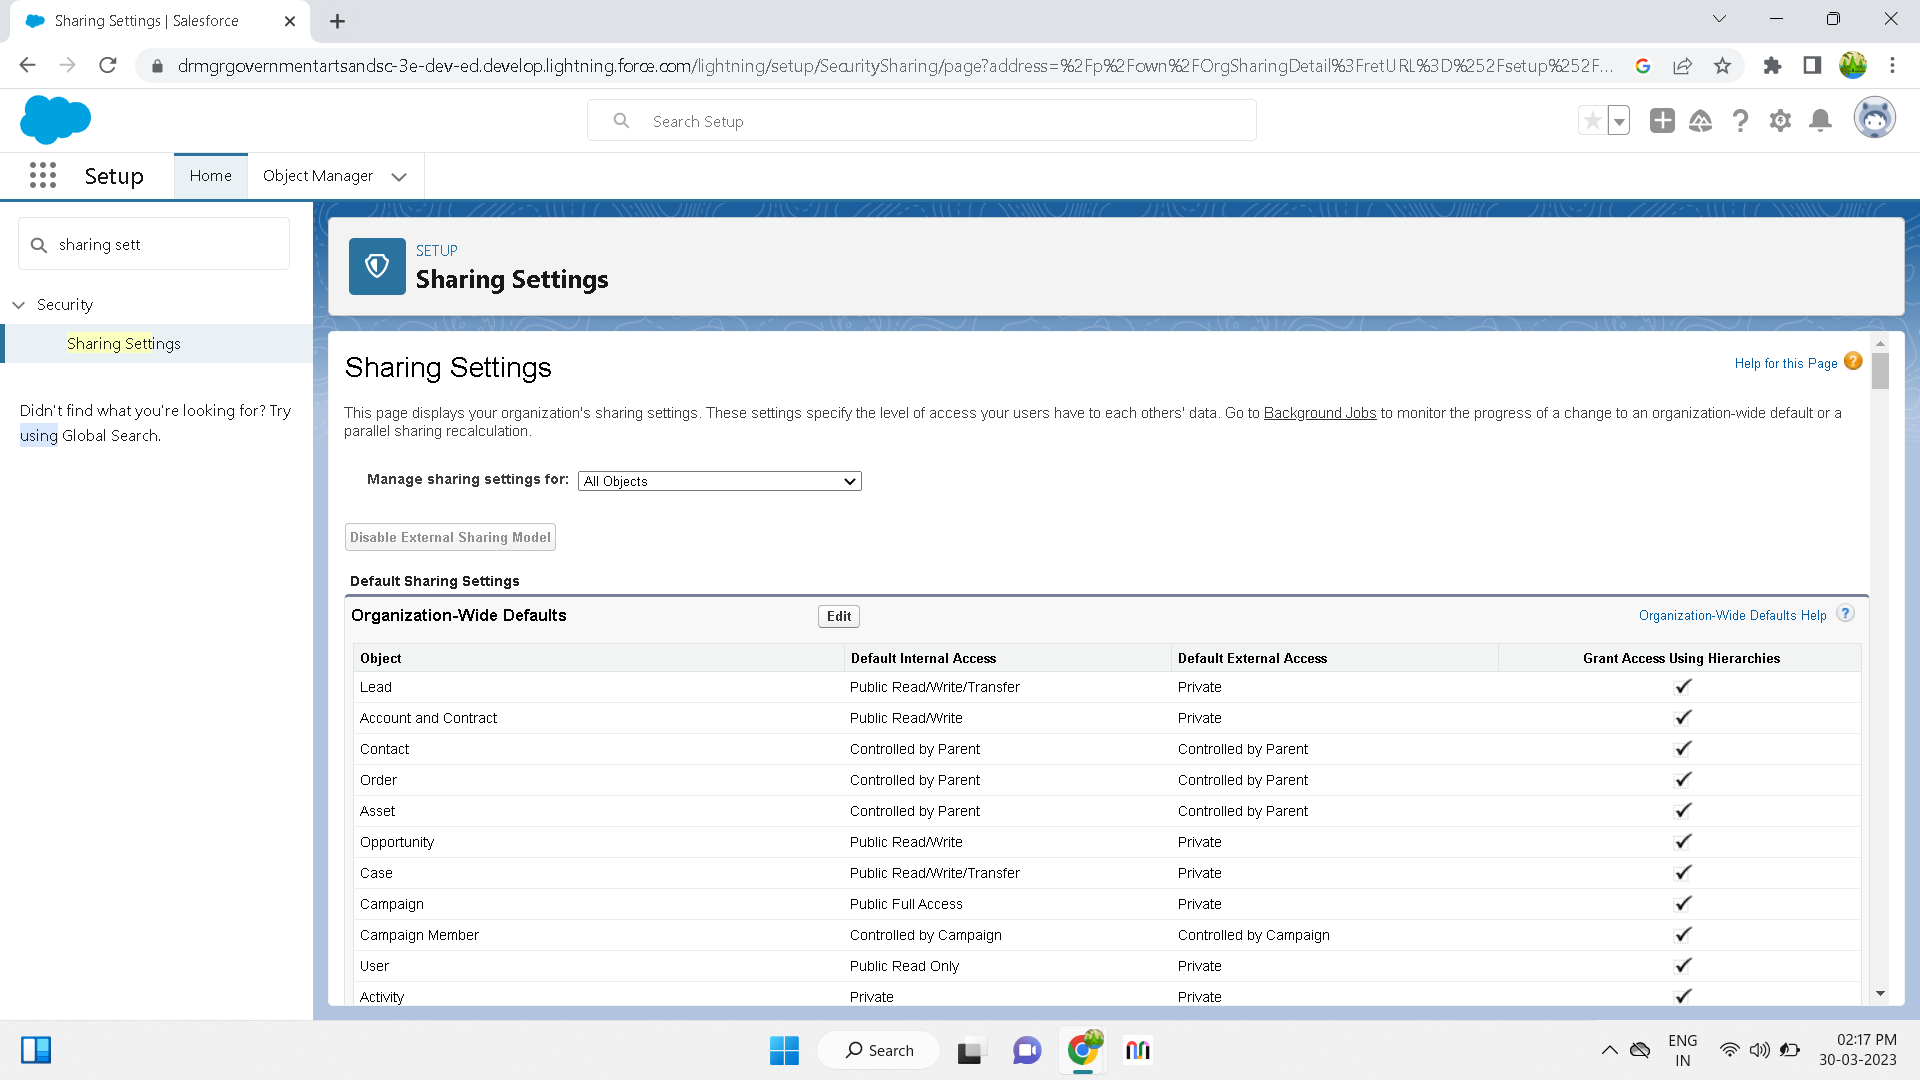 Sharing Settings | Salesforce
drmgrgovernmentartsandsc-3e-dev-ed.develop.lightning.force.com/lightning/setup/SecuritySharing/page?address=%2Fp%2Fown%2FOrgSharingDetail%3FretURL%3D%252Fsetup%252F...
Search Setup
Setup Home Object Manager
sharing sett
Security
Sharing Settings
Didn't find what you're looking for? Try
using Global Search.
SETUP
Sharing Settings
Sharing Settings
Help for this Page
This page displays your organization's sharing settings. These settings specify the level of access your users have to each others' data. Go to Background Jobs to monitor the progress of a change to an organization-wide default or a
parallel sharing recalculation.
Manage sharing settings for: All Objects
Disable External Sharing Model
Default Sharing Settings
Organization-Wide Defaults Edit Organization-Wide Defaults Help ?
Object Default Internal Access Default External Access Grant Access Using Hierarchies
Lead Public Read/Write/Transfer Private
Account and Contract Public Read/Write Private
Contact Controlled by Parent Controlled by Parent
Order Controlled by Parent Controlled by Parent
Asset Controlled by Parent Controlled by Parent
Opportunity Public Read/Write Private
Case Public Read/Write/Transfer Private
Campaign Public Full Access Private
Campaign Member Controlled by Campaign Controlled by Campaign
User Public Read Only Private
Activity Private Private
Search
ENG
IN
02:17 PM
30-03-2023